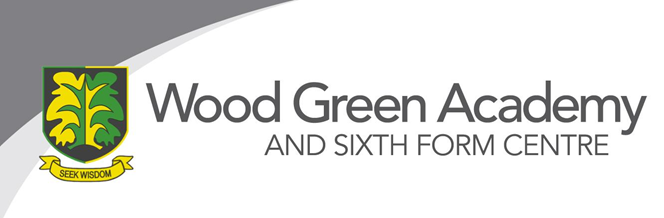 Wood Green Academy
AND SIXTH FORM CENTRE
SEEK WISDOM